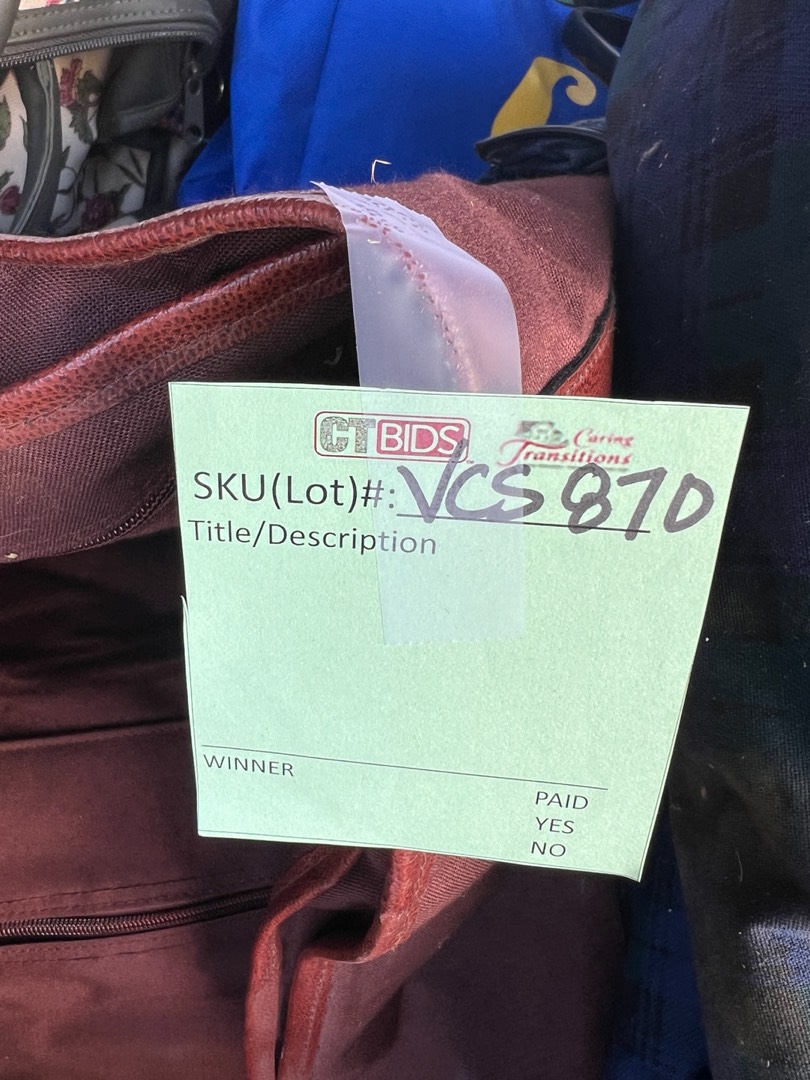 CTBIDS Caring Transitions
SKU(Lot)#: VCS 870
Title/Description
WINNER
PAID
YES
NO